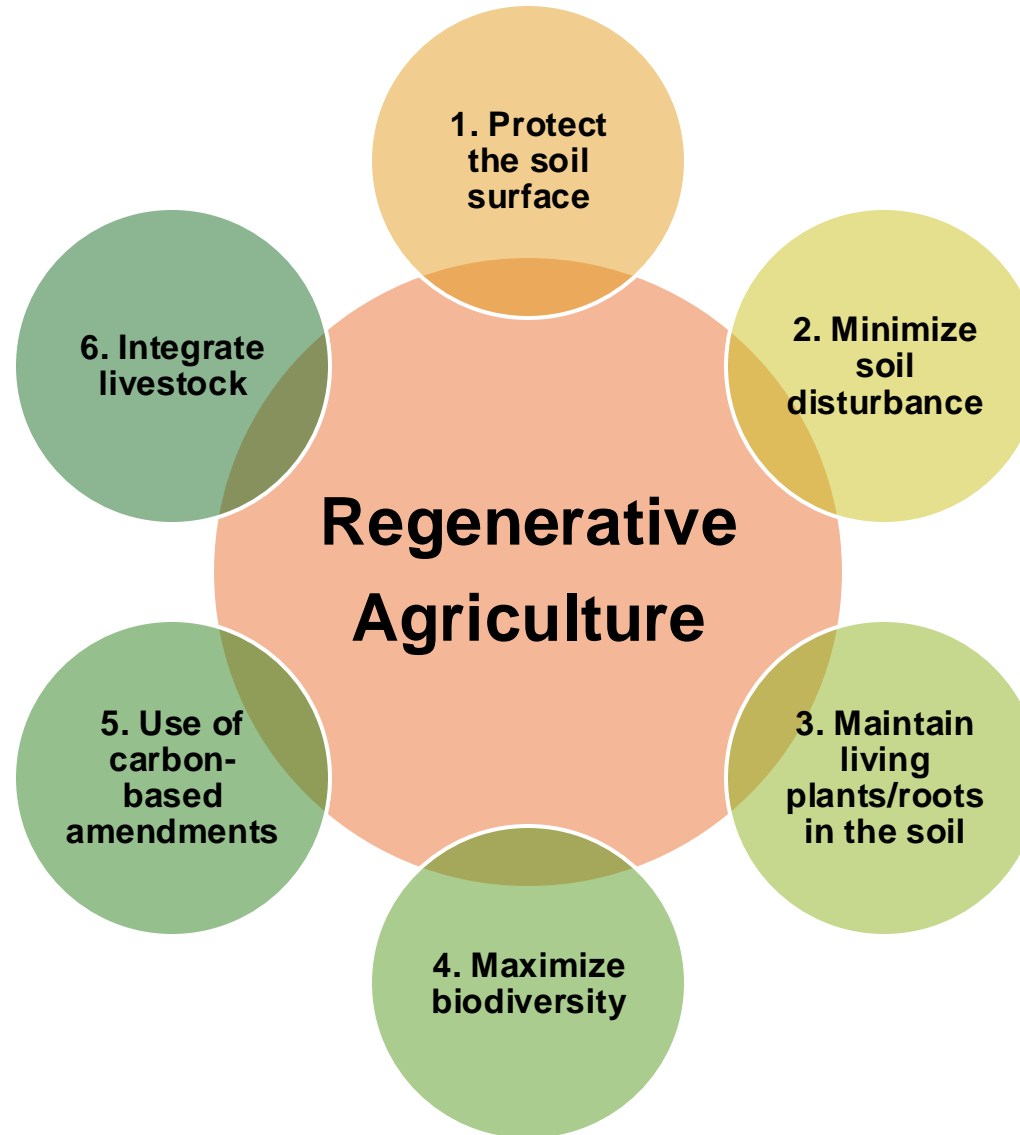 Regenerative
Agriculture
1. Protect
the soil
surface
2. Minimize
soil
disturbance
3. Maintain
living
plants/roots
in the soil
4. Maximize
biodiversity
5. Use of
carbon-
based
amendments
6. Integrate
livestock